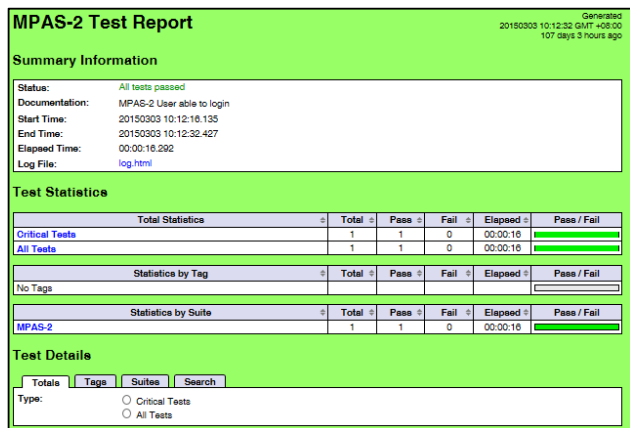 MPAS-2 Test Report
Generated
20150303 10:12:32 GMT +08:00
107 days 3 hours ago
Summary Information
Status: All tests passed
Documentation: MPAS-2 User able to login
Start Time: 20150303 10:12:16.135
End Time: 20150303 10:12:32.427
Elapsed Time: 00:00:16.292
Log File: log.html
Test Statistics
Total Statistics Total Pass Fail Elapsed Pass / Fail
Critical Tests 1 1 0 00:00:16
All Tests 1 1 0 00:00:16
Statistics by Tag Total Pass Fail Elapsed Pass / Fail
No Tags
Statistics by Suite Total Pass Fail Elapsed Pass / Fail
MPAS-2 1 1 0 00:00:16
Test Details
Totals Tags Suites Search
Type: Critical Tests
All Tests